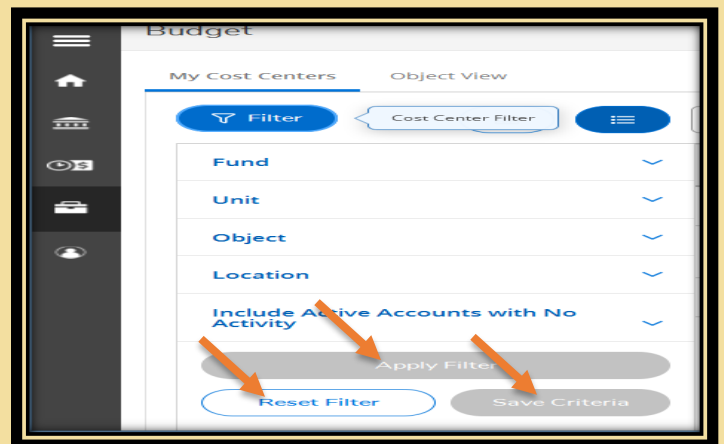 Budget
My Cost Centers Object View
Filter Cost Center Filter
$
Fund
Unit
Object
Location
Include Active Accounts with No
Activity
Apply Filter
Reset Filter Save Criteria